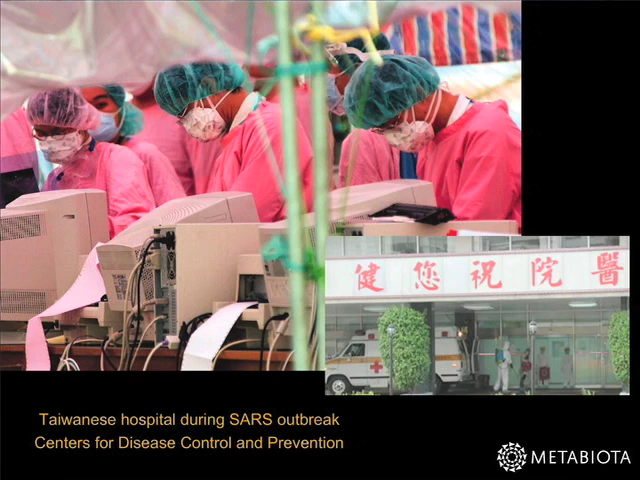 健您祝院醫
Taiwanese hospital during SARS outbreak
Centers for Disease Control and Prevention
METABIOTA